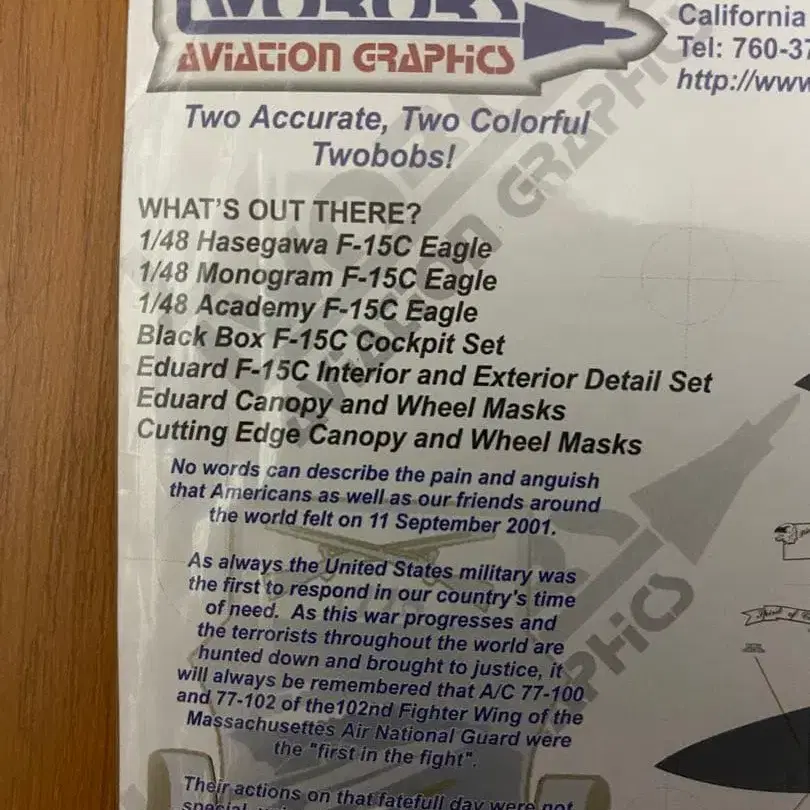 TWOBOBS
AVIATION GRAPHICS
California
Tel: 760-37
http://www
Two Accurate, Two Colorful
Twobobs!
WHAT'S OUT THERE?
1/48 Hasegawa F-15C Eagle
1/48 Monogram F-15C Eagle
1/48 Academy F-15C Eagle
Black Box F-15C Cockpit Set
Eduard F-15C Interior and Exterior Detail Set
Eduard Canopy and Wheel Masks
Cutting Edge Canopy and Wheel Masks
No words can describe the pain and anguish
that Americans as well as our friends around
the world felt on 11 September 2001.
As always the United States military was
the first to respond in our country's time
of need. As this war progresses and
the terrorists throughout the world are
hunted down and brought to justice, it
will always be remembered that A/C 77-100
and 77-102 of the102nd Fighter Wing of the
Massachusettes Air National Guard were
the "first in the fight".
Their actions on that fatefull day were not
AVIATION GRAPHICS
GRAPHICS
Spirit of